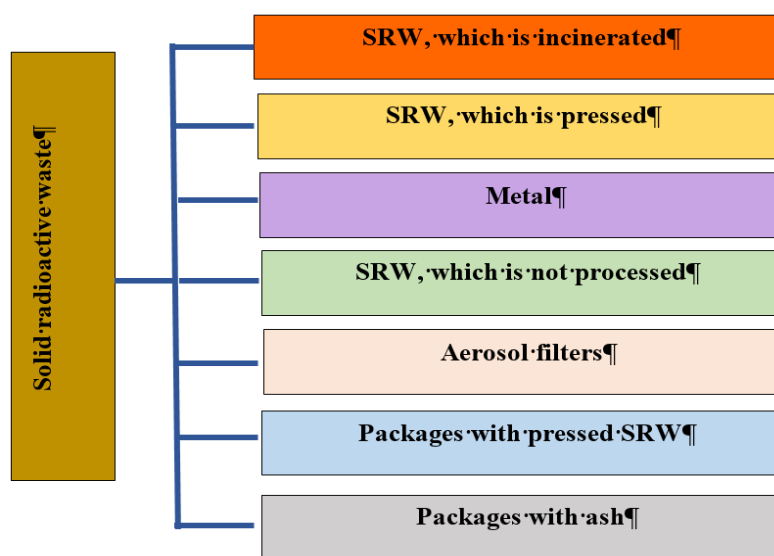 Solid·radioactive·waste¶
SRW,·which·is·incinerated¶
SRW,·which·is·pressed¶
Metal¶
SRW,·which·is·not·processed¶
Aerosol·filters¶
Packages·with·pressed·SRW¶
Packages·with·ash¶